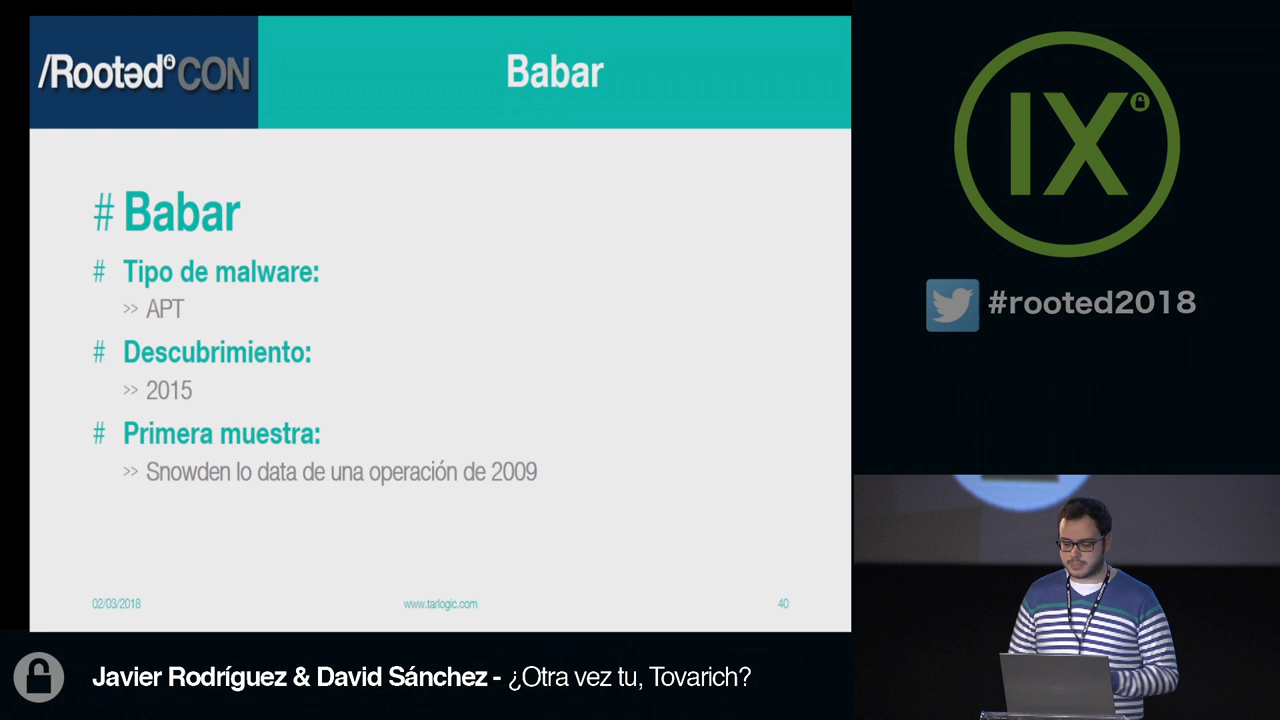 /Rootəd CON
Babar
# Babar
# Tipo de malware:
>> APT
# Descubrimiento:
>> 2015
# Primera muestra:
>> Snowden lo data de una operación de 2009
02/03/2018
www.tarlogic.com
40
IX
#rooted2018
Javier Rodríguez & David Sánchez - ¿Otra vez tu, Tovarich?